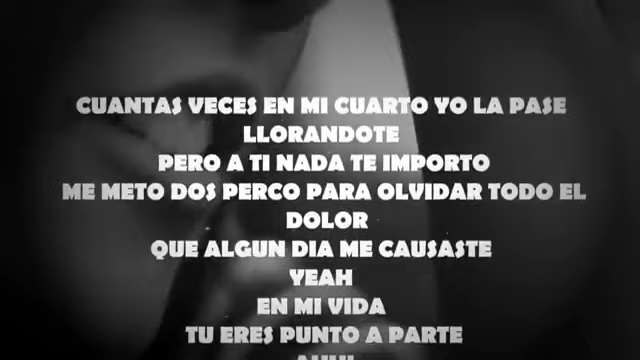 CUANTAS VECES EN MI CUARTO YO LA PASE
LLORANDOTE
PERO A TI NADA TE IMPORTO
ME METO DOS PERCO PARA OLVIDAR TODO EL
DOLOR
QUE ALGUN DIA ME CAUSASTE
YEAH
EN MI VIDA
TU ERES PUNTO A PARTE